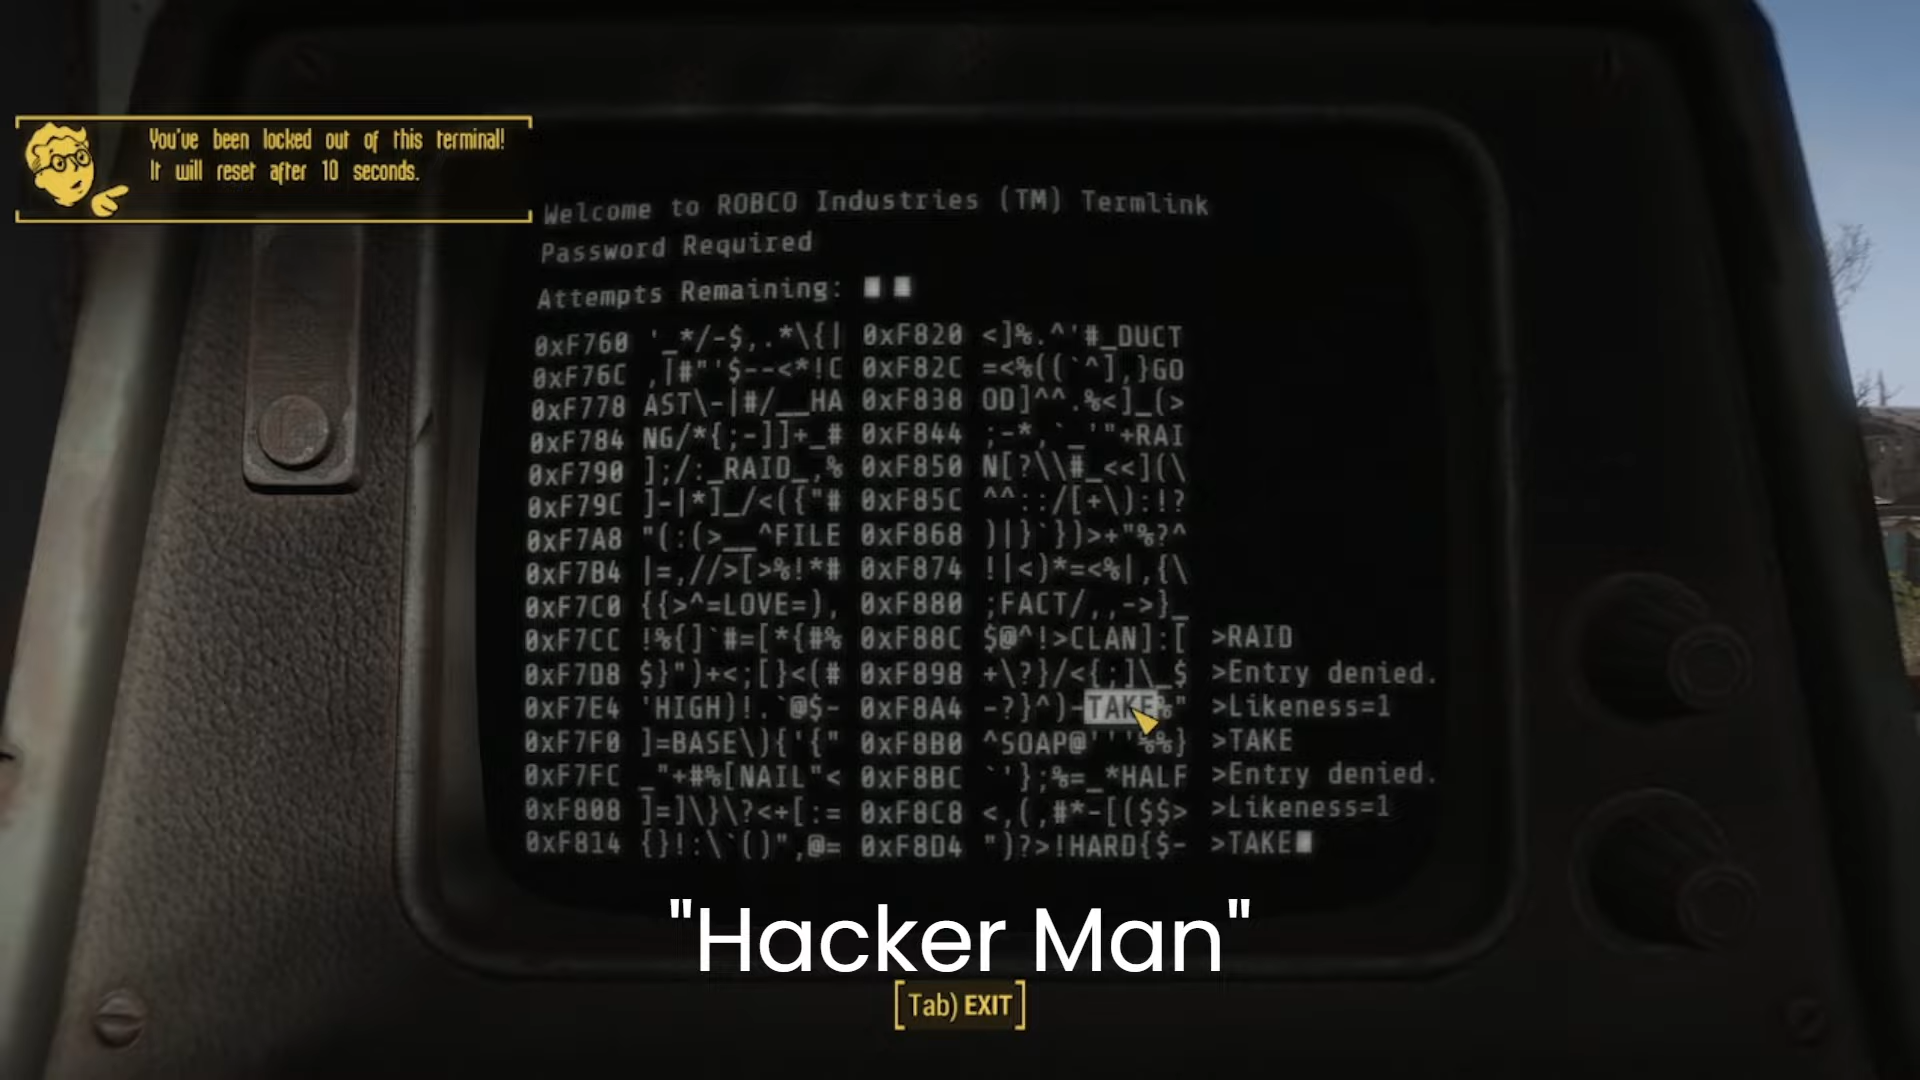 You've been locked out of this terminal!
It will reset after 10 seconds.
Welcome to ROBCO Industries (TM) Termlink
Password Required
Attempts Remaining: ■ ■
0xF760 '_*/-$,.*\{| 0xF820 <]%.^'#_DUCT
0xF76C ,|#"'$--<*!C 0xF82C =<%((`^],}GO
0xF778 AST\-|#/__HA 0xF838 OD]^^.%<]_(>
0xF784 NG/*{;-]]+_# 0xF844 ;-*,`_'"+RAI
0xF790 ];/:_RAID_,% 0xF850 N[?\\#_<<](\
0xF79C ]-|*]_/<({"# 0xF85C ^^::/[+\):!?
0xF7A8 "(:(>__^FILE 0xF868 )|}`})>+"%?^
0xF7B4 |=,//>[>%!*# 0xF874 !|<)*=<%|,{\
0xF7C0 {{>^=LOVE=), 0xF880 ;FACT/,,->}_
0xF7CC !%{]`#=[*{#% 0xF88C $@^!>CLAN]:[ >RAID
0xF7D8 $}")+<;[}<(# 0xF898 +\?}/<{;]\_$ >Entry denied.
0xF7E4 'HIGH)!.`@$- 0xF8A4 -?}^)-TAKE%" >Likeness=1
0xF7F0 ]=BASE\){'{" 0xF8B0 ^SOAP@'''%%} >TAKE
0xF7FC _"+#%[NAIL"< 0xF8BC `'};%=_*HALF >Entry denied.
0xF808 ]=]\}\?<+[:= 0xF8C8 <,(,#*-[($$> >Likeness=1
0xF814 {}!:\`()",@= 0xF8D4 ")?>!HARD{$- >TAKE■
"Hacker Man"
[Tab) EXIT]